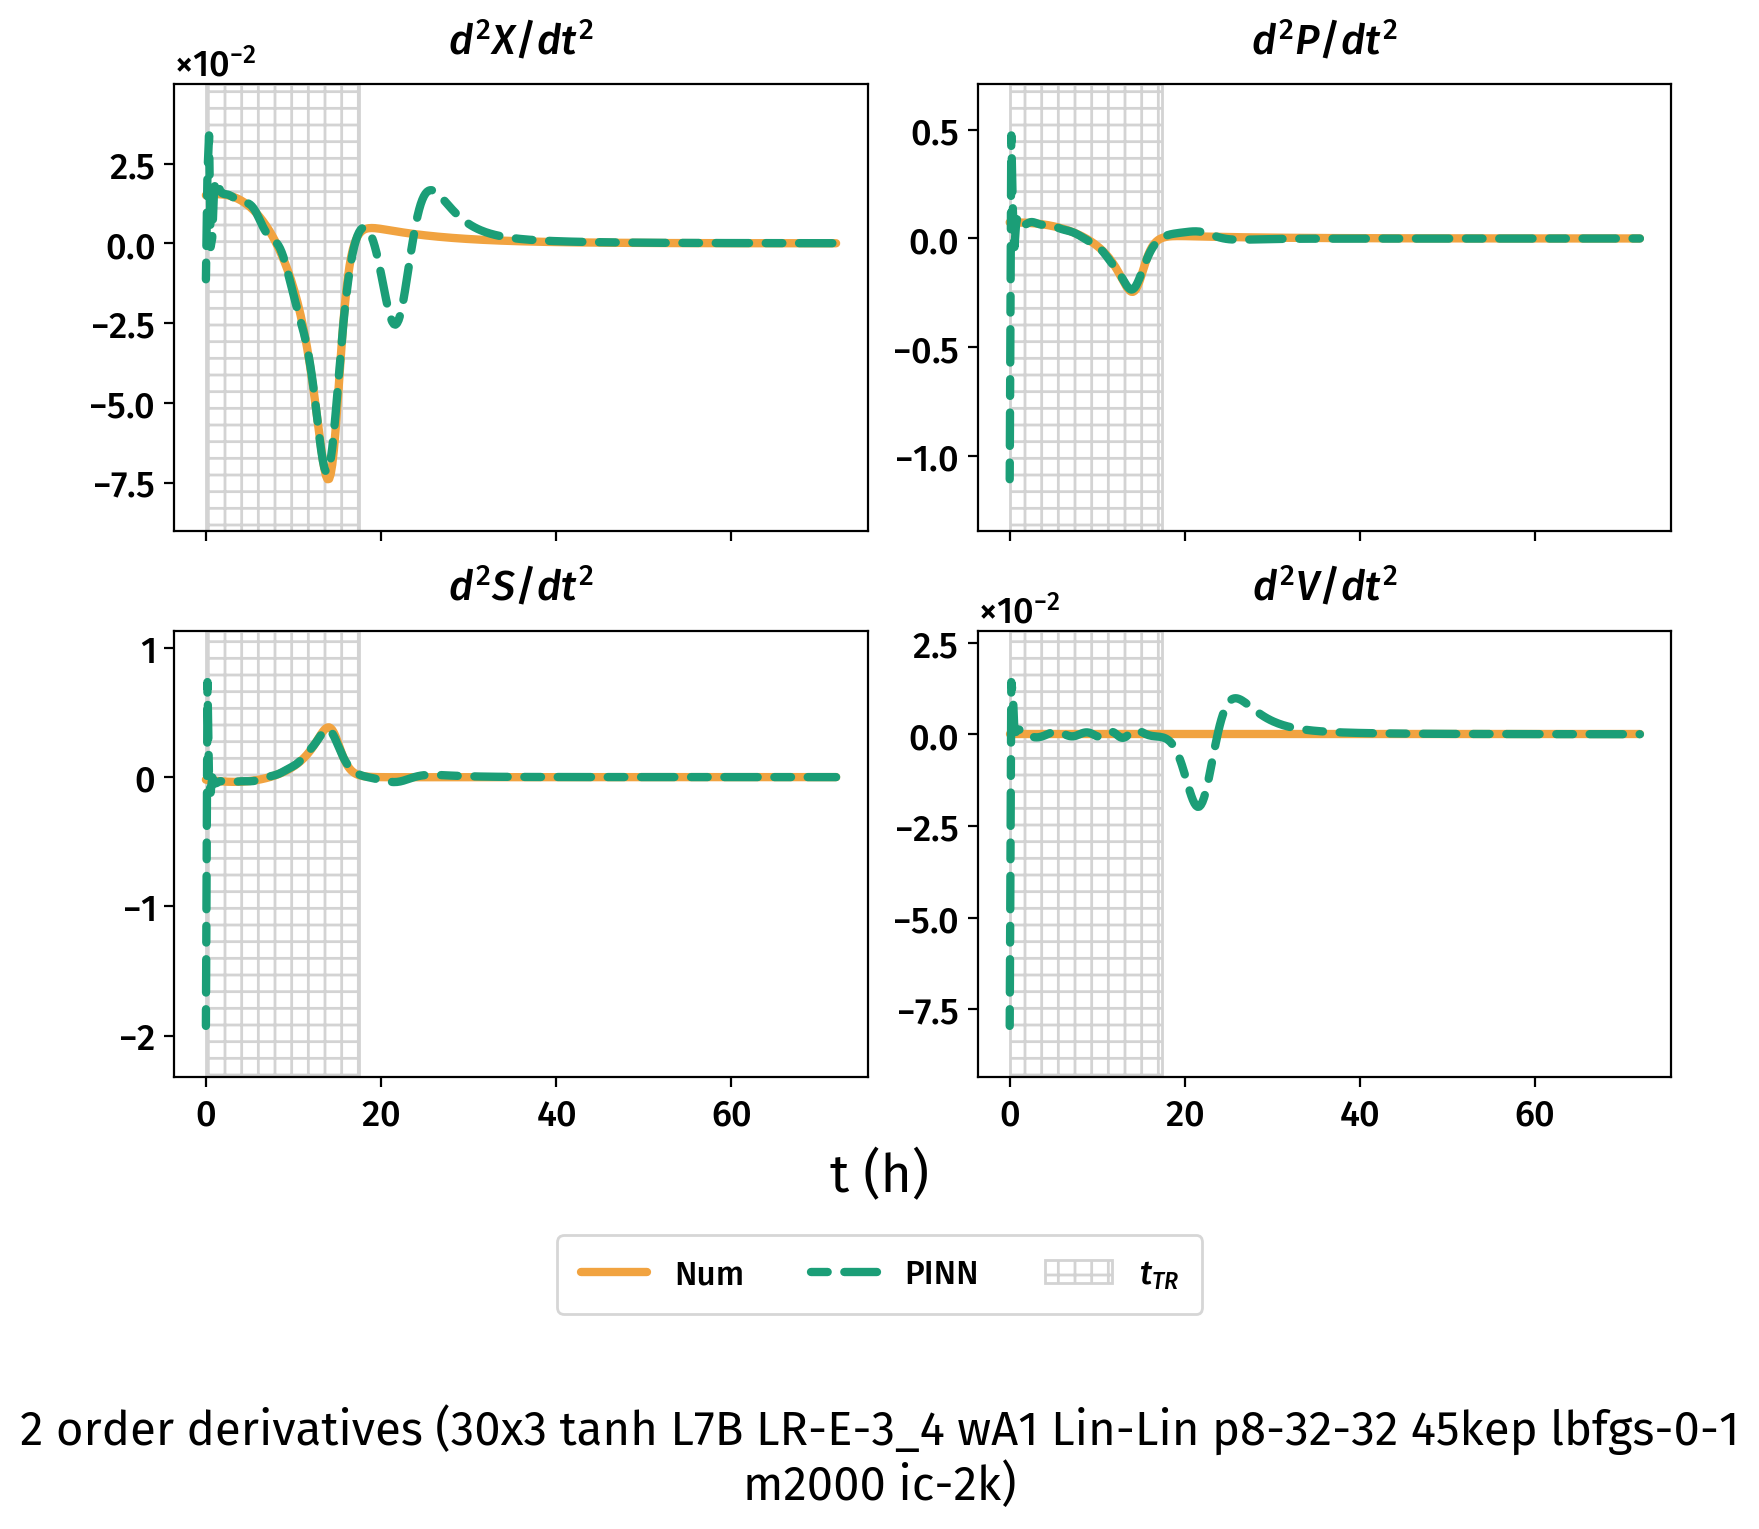 d²X/dt²
d²P/dt²
×10⁻²
2.5
0.0
−2.5
−5.0
−7.5
0.5
0.0
−0.5
−1.0
d²S/dt²
d²V/dt²
×10⁻²
1
0
−1
−2
2.5
0.0
−2.5
−5.0
−7.5
0 20 40 60
0 20 40 60
t (h)
Num PINN t_TR
2 order derivatives (30x3 tanh L7B LR-E-3_4 wA1 Lin-Lin p8-32-32 45kep lbfgs-0-1
m2000 ic-2k)